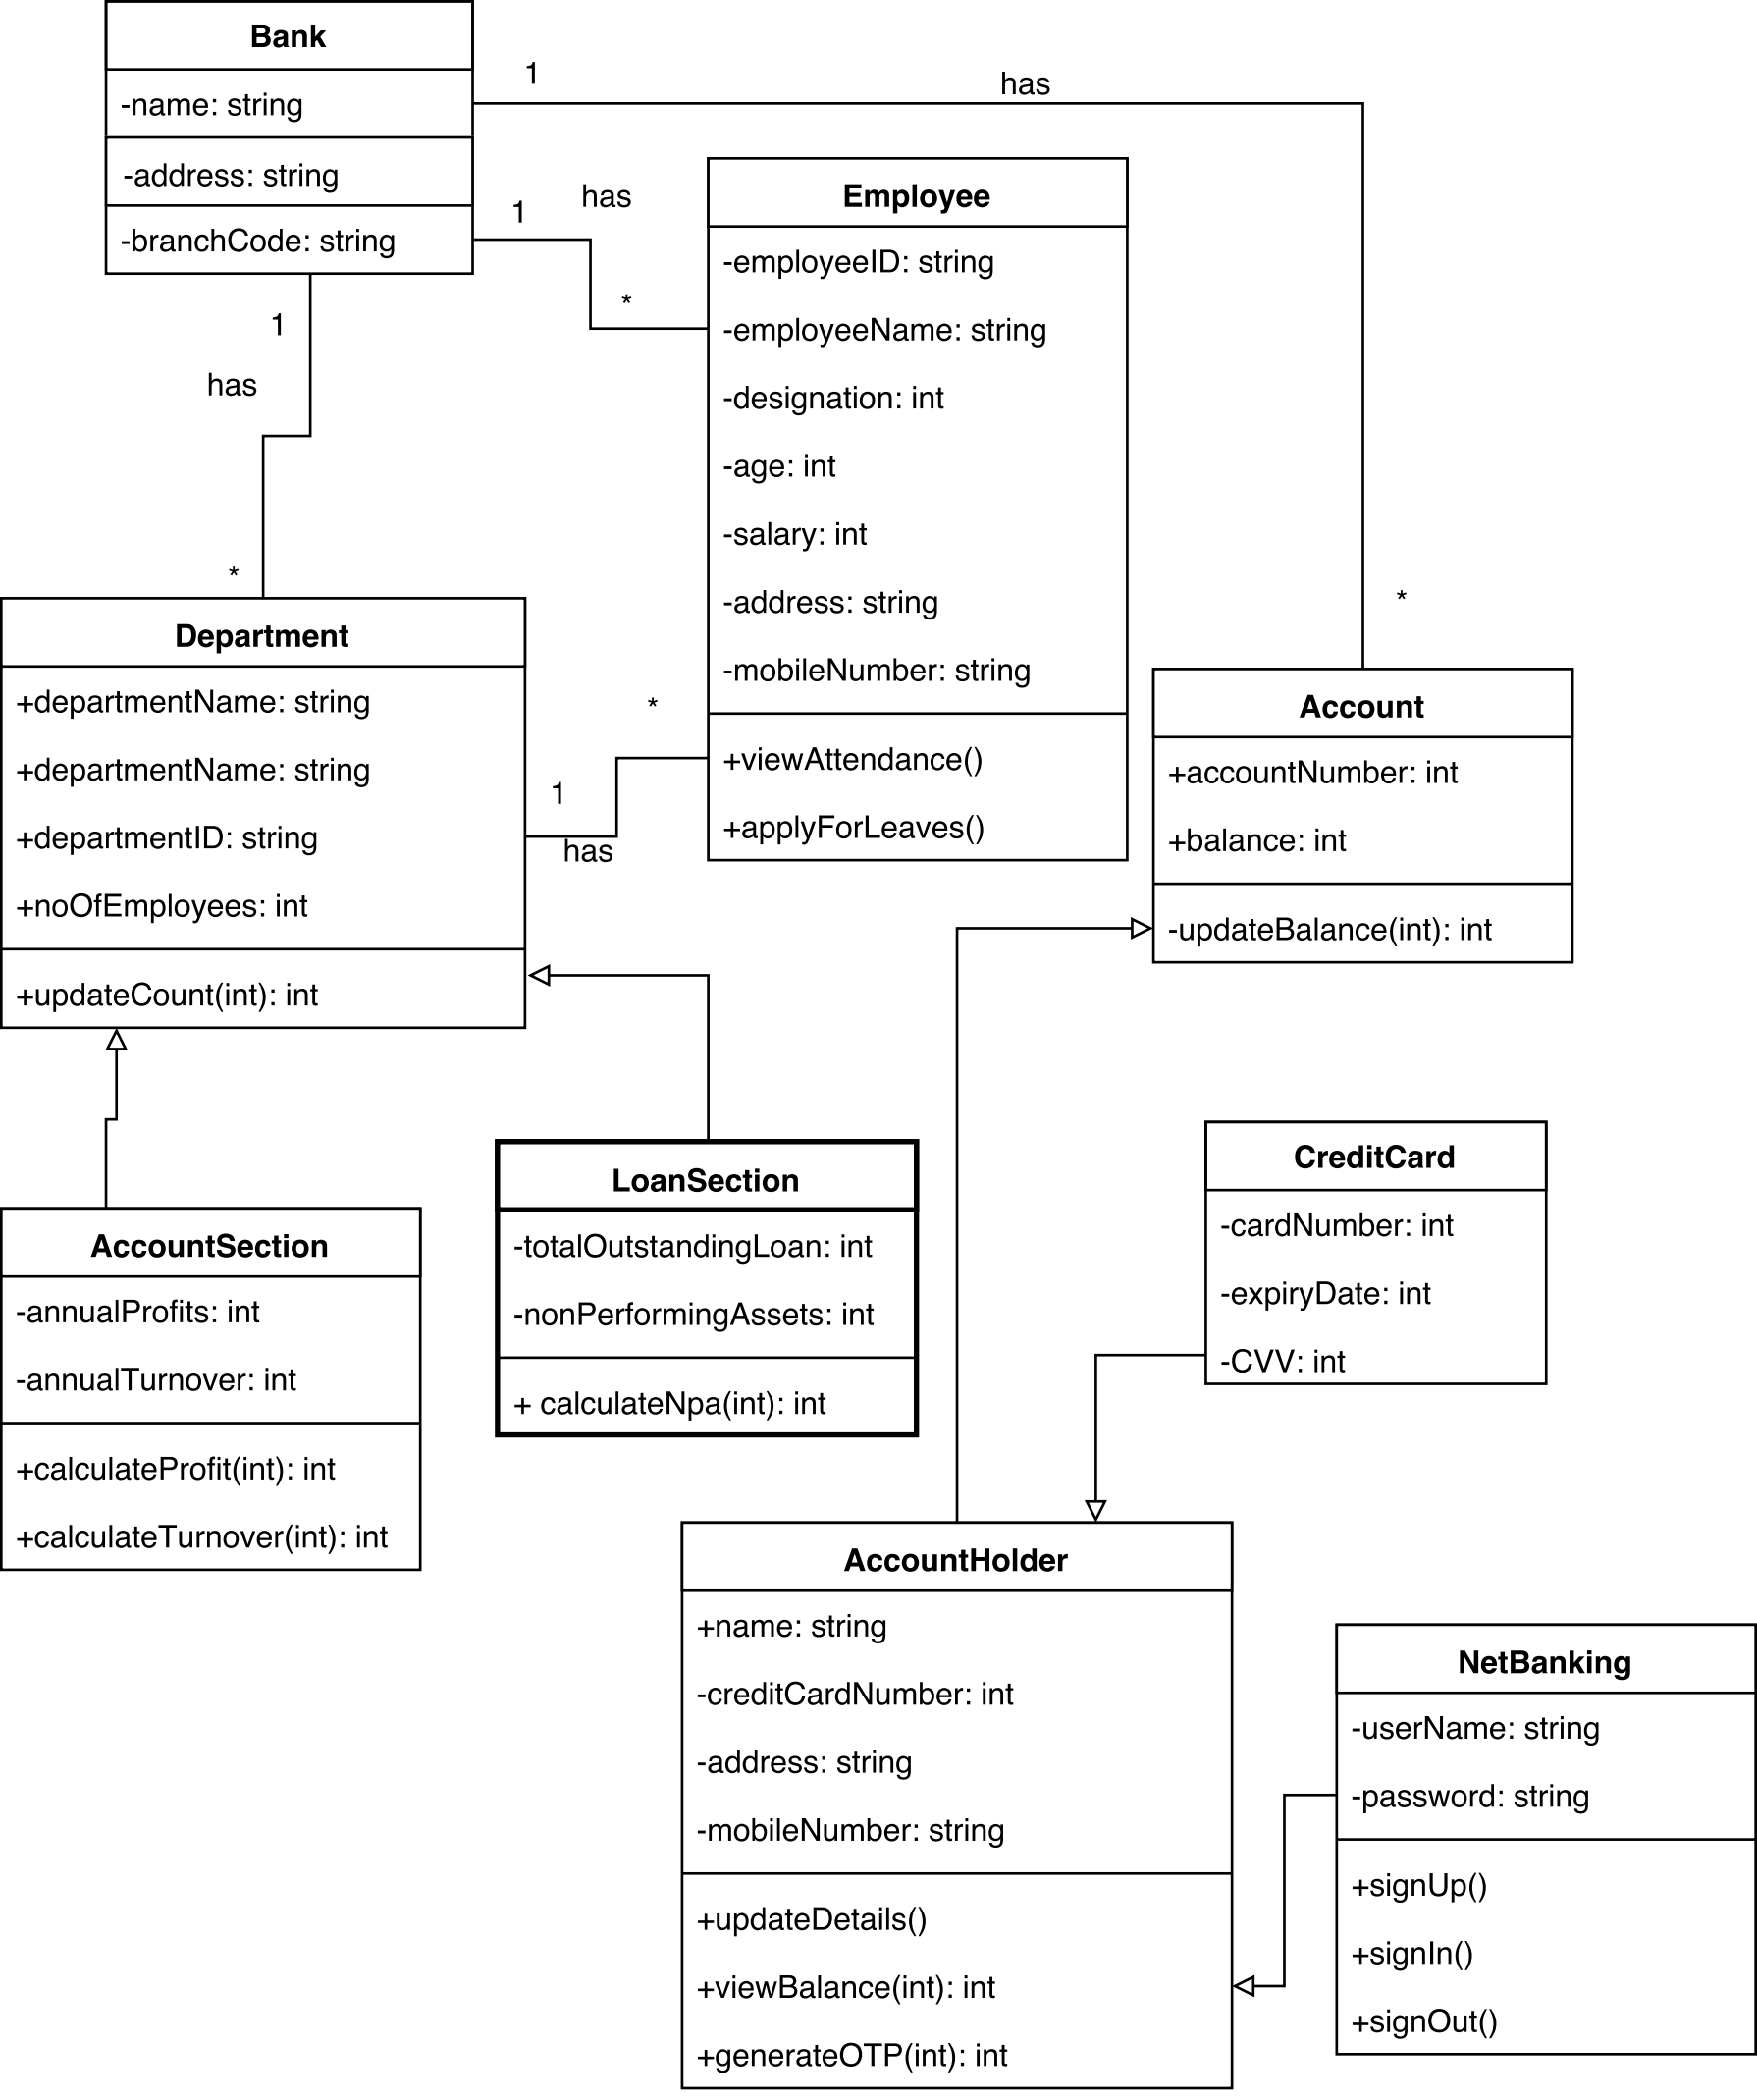 Bank
-name: string
-address: string
-branchCode: string
1
has
1
has
*
1
has
*
Employee
-employeeID: string
-employeeName: string
-designation: int
-age: int
-salary: int
-address: string
-mobileNumber: string
+viewAttendance()
+applyForLeaves()
*
Department
+departmentName: string
+departmentName: string
+departmentID: string
+noOfEmployees: int
+updateCount(int): int
*
1
has
Account
+accountNumber: int
+balance: int
-updateBalance(int): int
AccountSection
-annualProfits: int
-annualTurnover: int
+calculateProfit(int): int
+calculateTurnover(int): int
LoanSection
-totalOutstandingLoan: int
-nonPerformingAssets: int
+ calculateNpa(int): int
CreditCard
-cardNumber: int
-expiryDate: int
-CVV: int
AccountHolder
+name: string
-creditCardNumber: int
-address: string
-mobileNumber: string
+updateDetails()
+viewBalance(int): int
+generateOTP(int): int
NetBanking
-userName: string
-password: string
+signUp()
+signIn()
+signOut()